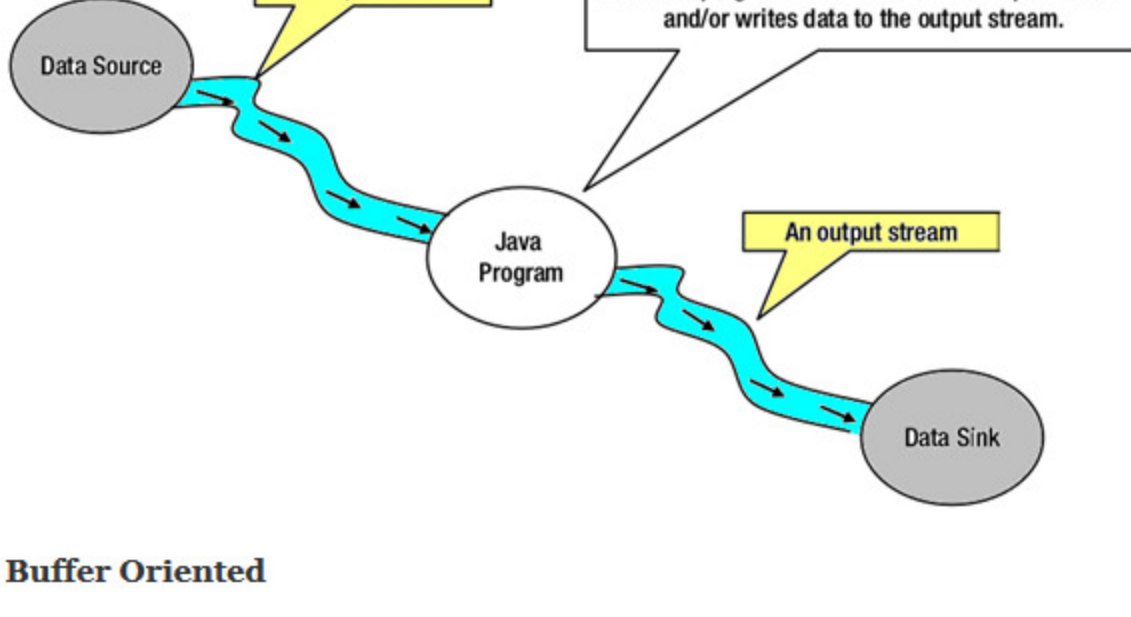 and/or writes data to the output stream.
Data Source
Java
Program
An output stream
Data Sink
Buffer Oriented